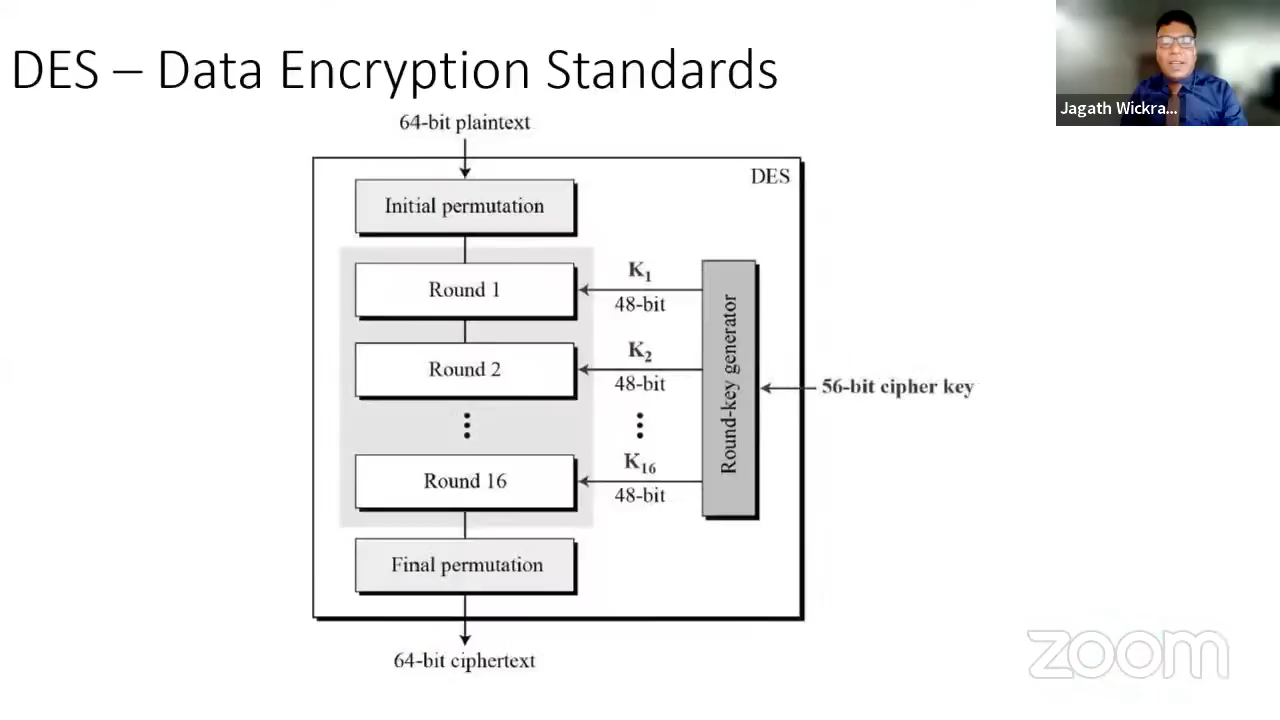 DES – Data Encryption Standards
Jagath Wickra...
64-bit plaintext
DES
Initial permutation
Round 1
K1
48-bit
Round 2
K2
48-bit
Round-key generator
56-bit cipher key
Round 16
K16
48-bit
Final permutation
64-bit ciphertext
zoom